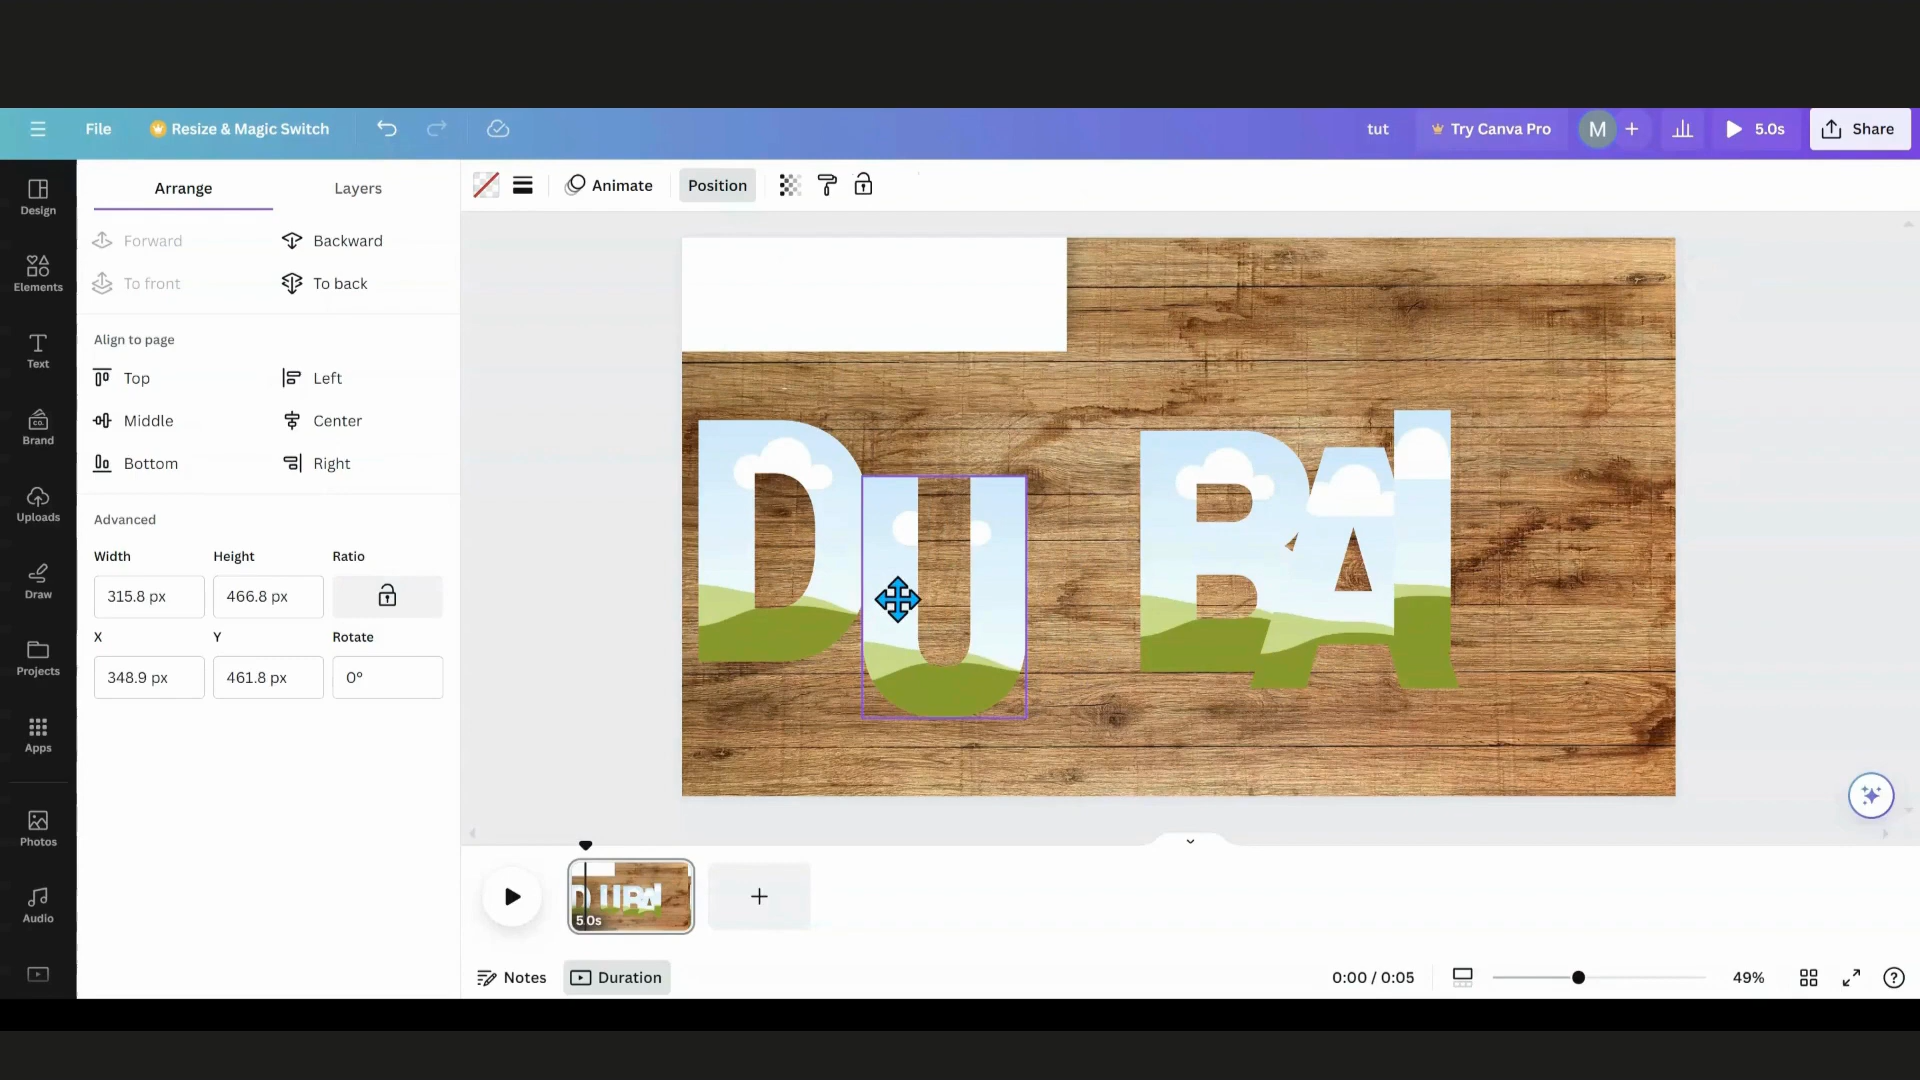 File Resize & Magic Switch tut Try Canva Pro M 5.0s Share
Design
Elements
Text
Brand
Uploads
Draw
Projects
Apps
Photos
Audio
Arrange Layers
Forward Backward
To front To back
Align to page
Top Left
Middle Center
Bottom Right
Advanced
Width Height Ratio
315.8 px 466.8 px
X Y Rotate
348.9 px 461.8 px 0°
Animate Position
D U B A
5.0s
Notes Duration 0:00 / 0:05 49%